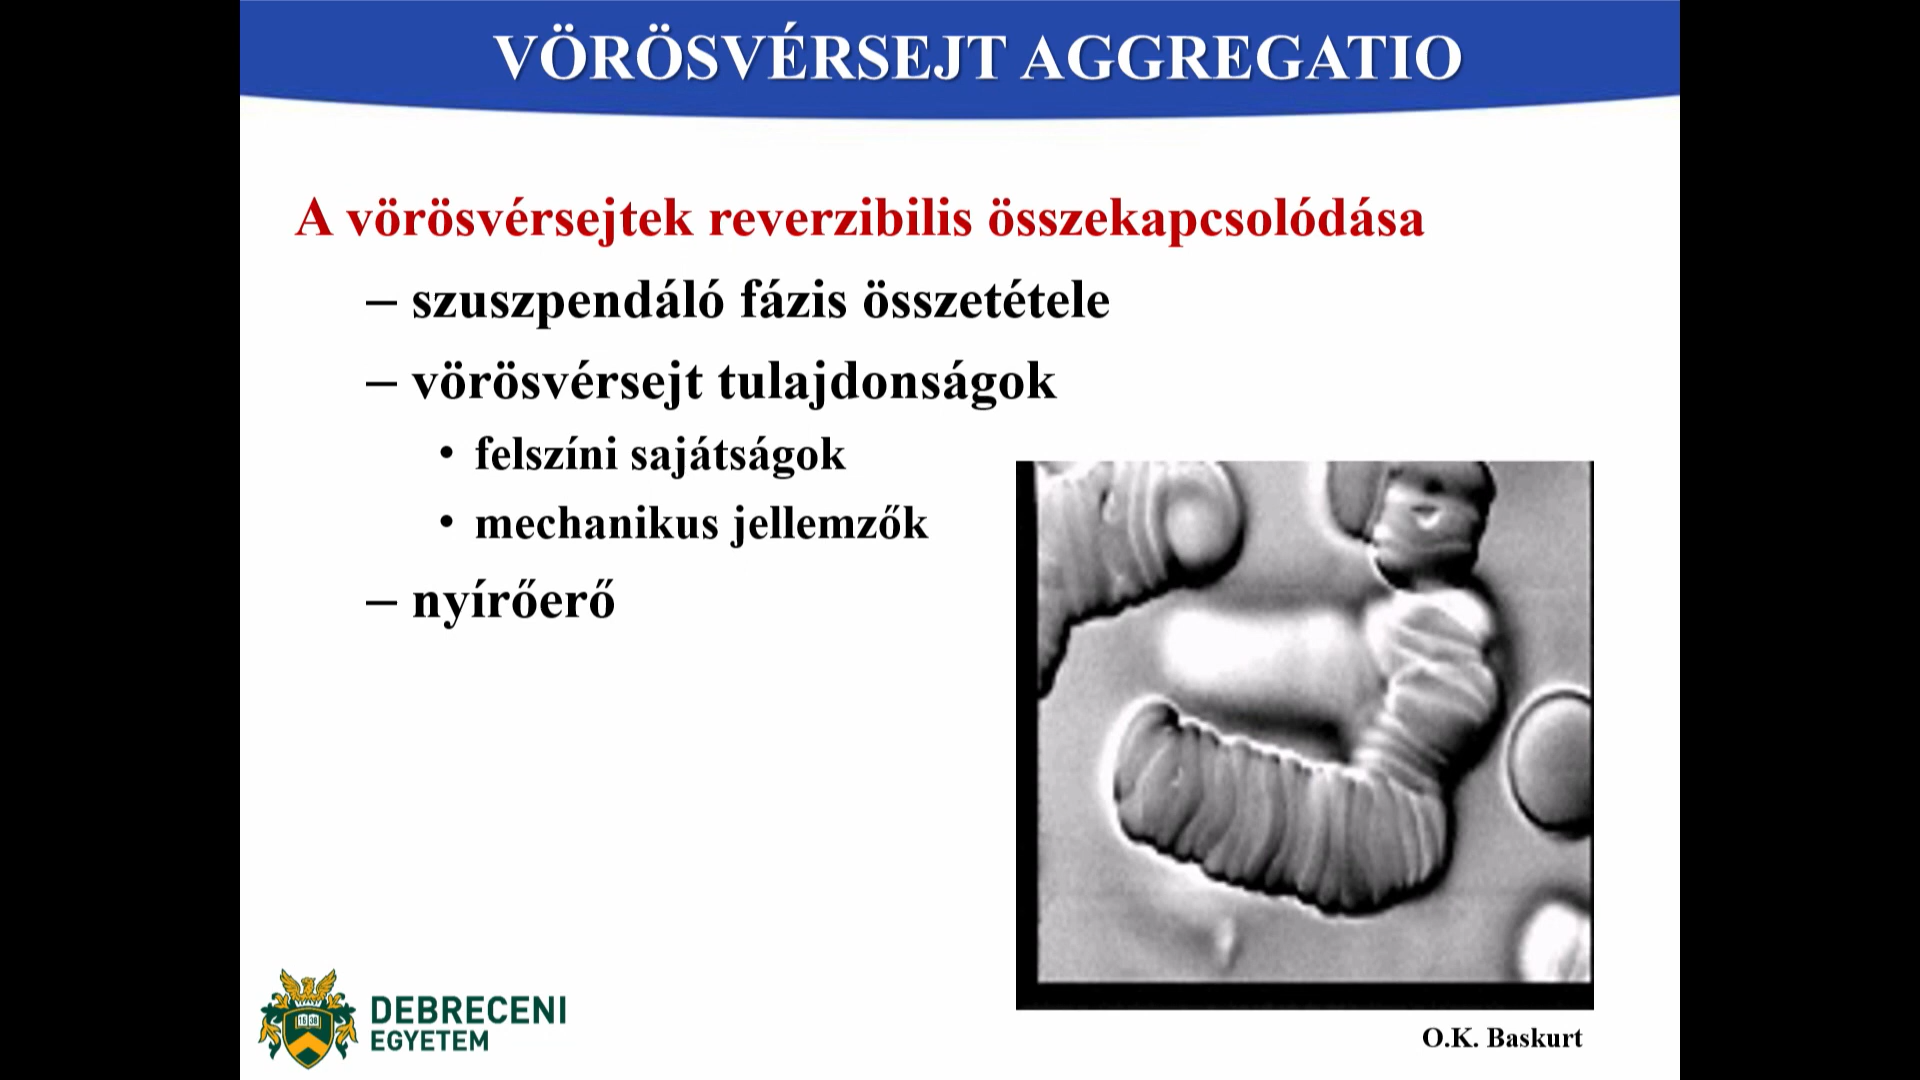 VÖRÖSVÉRSEJT AGGREGATIO
A vörösvérsejtek reverzibilis összekapcsolódása
– szuszpendáló fázis összetétele
– vörösvérsejt tulajdonságok
• felszíni sajátságok
• mechanikus jellemzők
– nyírőerő
DEBRECENI
EGYETEM
O.K. Baskurt